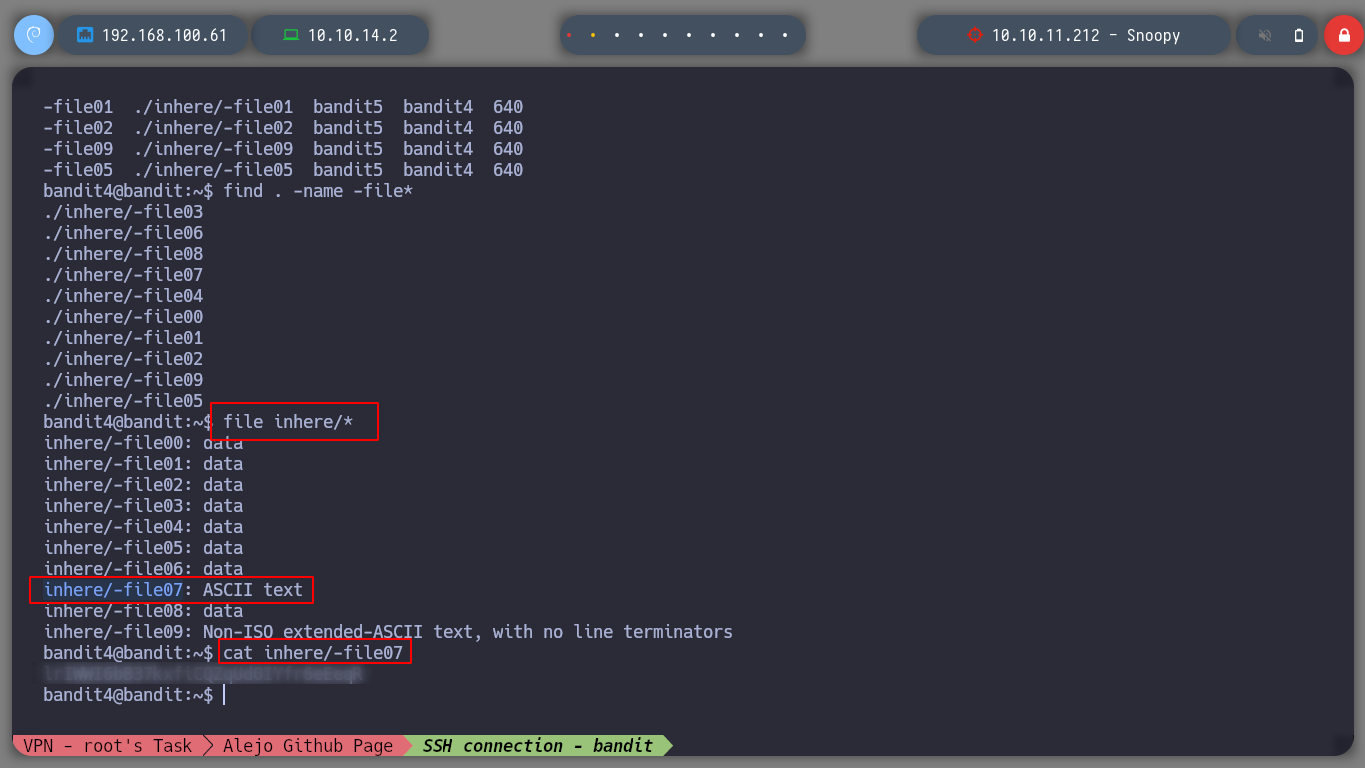 192.168.100.61 10.10.14.2 10.10.11.212 - Snoopy
-file01 ./inhere/-file01 bandit5 bandit4 640
-file02 ./inhere/-file02 bandit5 bandit4 640
-file09 ./inhere/-file09 bandit5 bandit4 640
-file05 ./inhere/-file05 bandit5 bandit4 640
bandit4@bandit:~$ find . -name -file*
./inhere/-file03
./inhere/-file06
./inhere/-file08
./inhere/-file07
./inhere/-file04
./inhere/-file00
./inhere/-file01
./inhere/-file02
./inhere/-file09
./inhere/-file05
bandit4@bandit:~$ file inhere/*
inhere/-file00: data
inhere/-file01: data
inhere/-file02: data
inhere/-file03: data
inhere/-file04: data
inhere/-file05: data
inhere/-file06: data
inhere/-file07: ASCII text
inhere/-file08: data
inhere/-file09: Non-ISO extended-ASCII text, with no line terminators
bandit4@bandit:~$ cat inhere/-file07
bandit4@bandit:~$
VPN - root's Task Alejo Github Page SSH connection - bandit